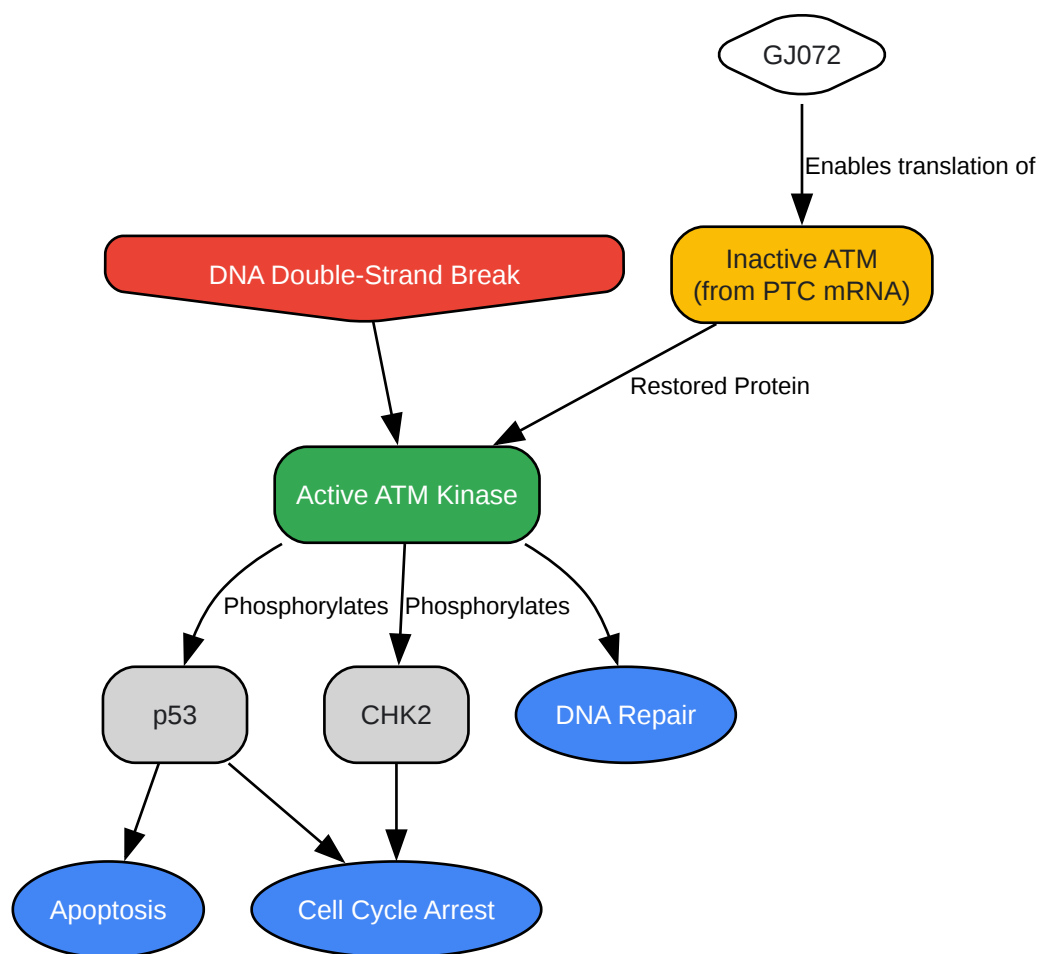 GJ072
Enables translation of
DNA Double-Strand Break
Inactive ATM
(from PTC mRNA)
Restored Protein
Active ATM Kinase
Phosphorylates
Phosphorylates
p53
CHK2
DNA Repair
Apoptosis
Cell Cycle Arrest